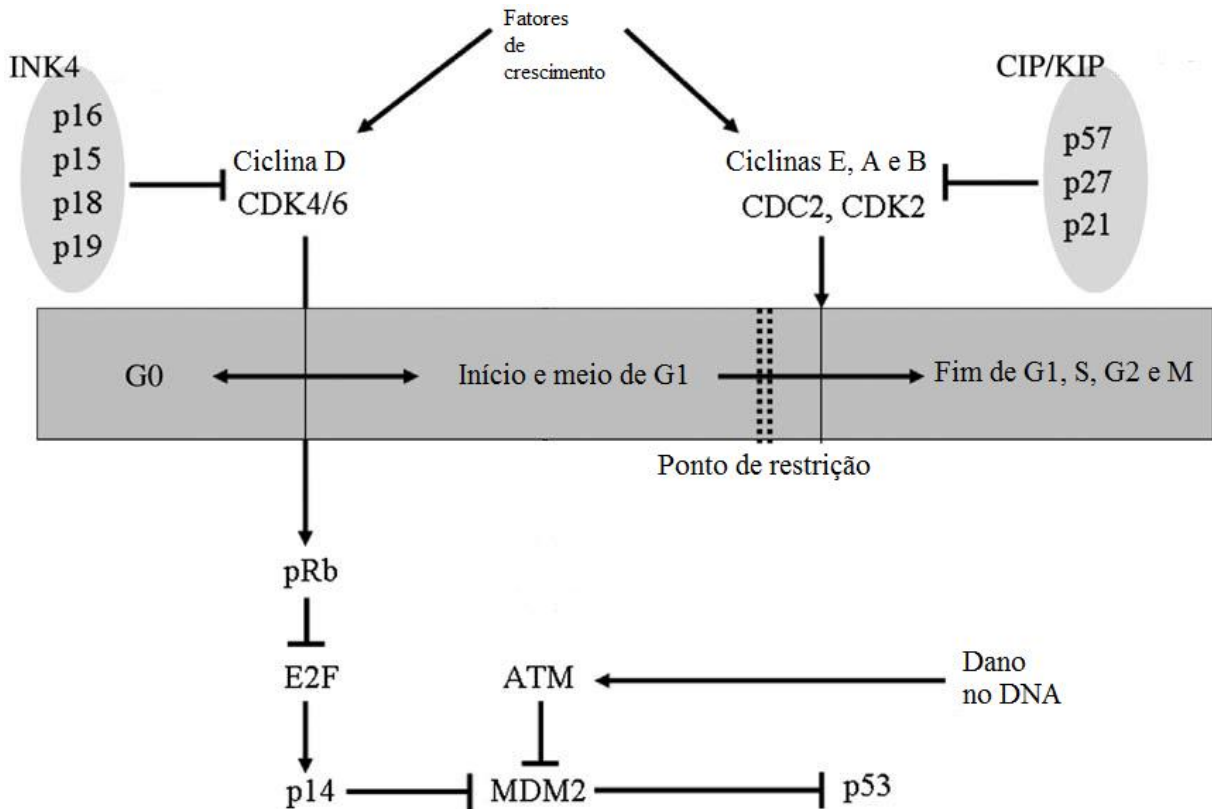 Fatores
de
crescimento
INK4
p16
p15
p18
p19
Ciclina D
CDK4/6
Ciclinas E, A e B
CDC2, CDK2
CIP/KIP
p57
p27
p21
G0
Início e meio de G1
Fim de G1, S, G2 e M
Ponto de restrição
pRb
E2F
ATM
Dano
no DNA
p14
MDM2
p53